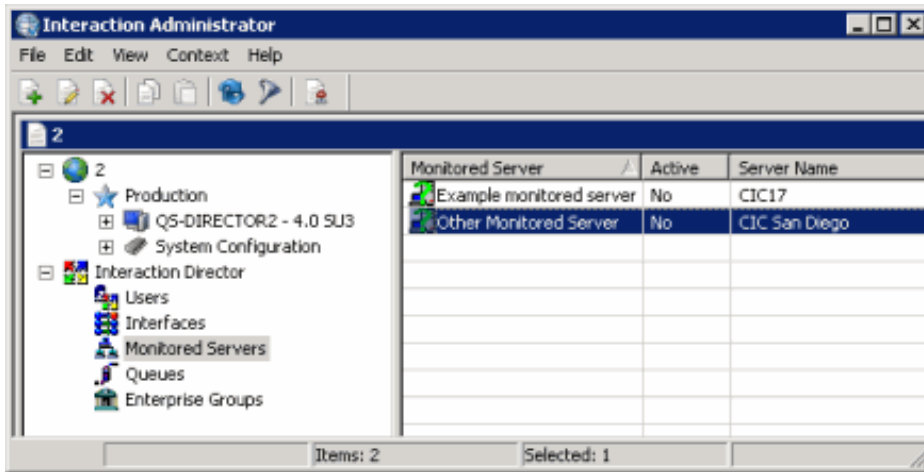 Interaction Administrator
File Edit View Context Help
2
2
Production
QS-DIRECTOR2 - 4.0 SU3
System Configuration
Interaction Director
Users
Interfaces
Monitored Servers
Queues
Enterprise Groups
Monitored Server Active Server Name
Example monitored server No CIC17
Other Monitored Server No CIC San Diego
Items: 2 Selected: 1